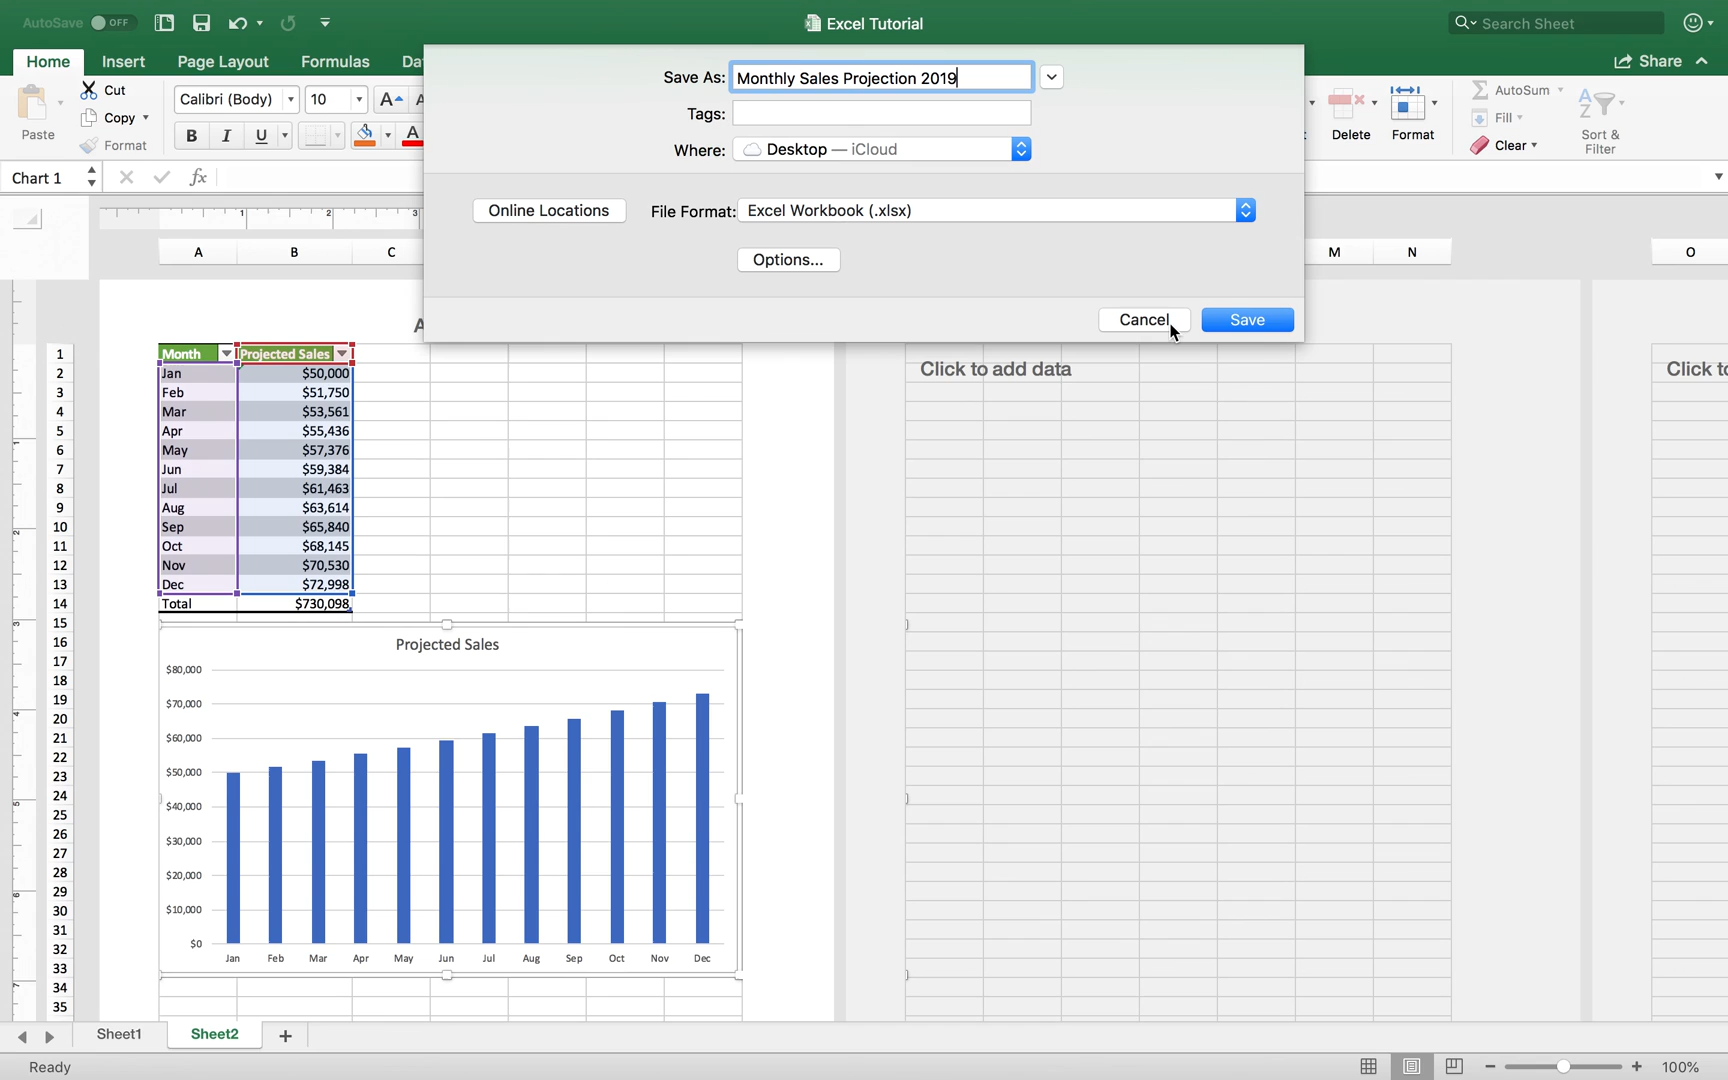 AutoSave OFF
Excel Tutorial
Search Sheet
Home Insert Page Layout Formulas Da
Share
Paste
Cut
Copy
Format
Calibri (Body) 10 A A
B I U A
Delete
Format
AutoSum
Fill
Clear
Sort &
Filter
Save As: Monthly Sales Projection 2019
Tags:
Where: Desktop — iCloud
Online Locations File Format: Excel Workbook (.xlsx)
Options...
Cancel Save
Chart 1 fx
1 2 3
A B C M N O
A
1 Month Projected Sales
2 Jan $50,000
3 Feb $51,750
4 Mar $53,561
5 Apr $55,436
6 May $57,376
7 Jun $59,384
8 Jul $61,463
9 Aug $63,614
10 Sep $65,840
11 Oct $68,145
12 Nov $70,530
13 Dec $72,998
14 Total $730,098
Click to add data
Click to
15
16
17
18
19
20
21
22
23
24
25
26
27
28
29
30
31
32
33
34
35
Projected Sales
$80,000
$70,000
$60,000
$50,000
$40,000
$30,000
$20,000
$10,000
$0
Jan Feb Mar Apr May Jun Jul Aug Sep Oct Nov Dec
Sheet1 Sheet2 +
Ready
100%